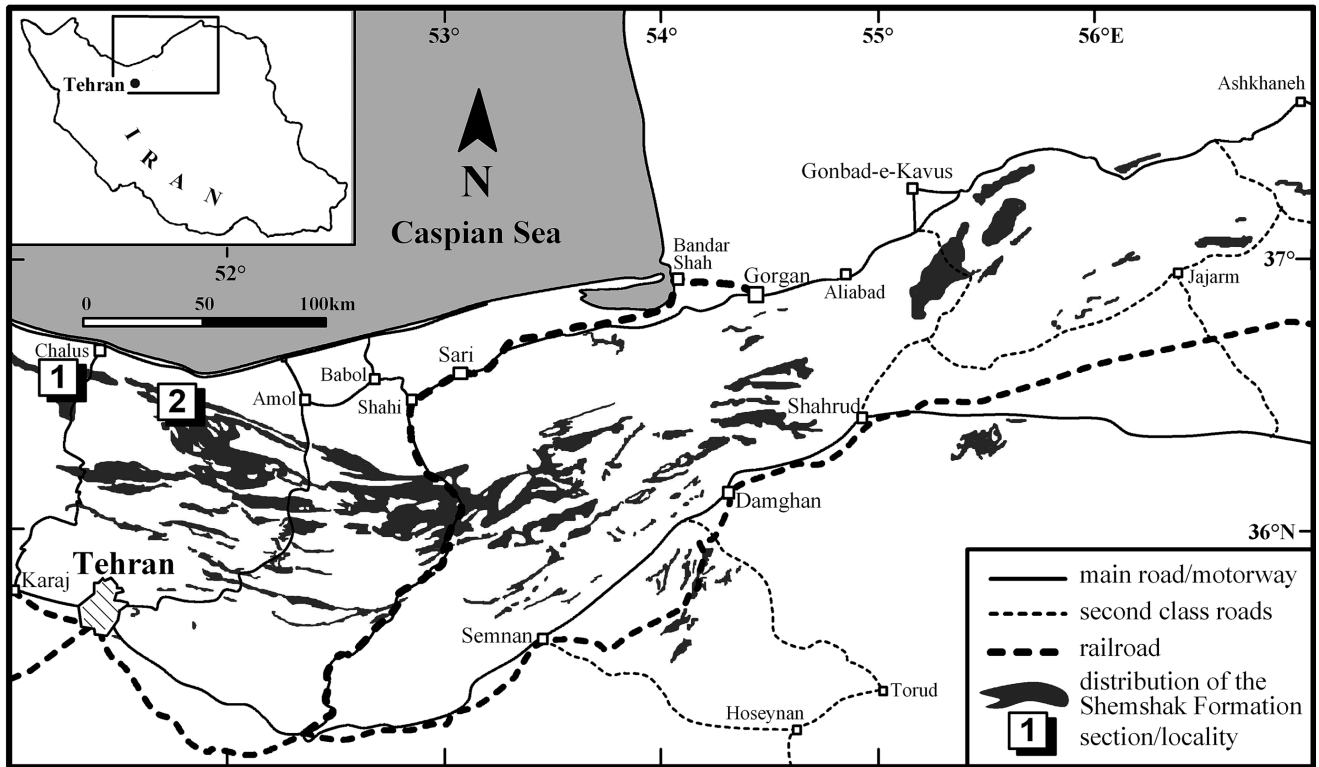 53°
54°
55°
56°E
Tehran
I R A N
Ashkhaneh
N
Caspian Sea
Gonbad-e-Kavus
52°
Bandar
Shah
Gorgan
Aliabad
37°
Jajarm
0 50 100km
Chalus
1
2
Sari
Babol
Amol
Shahi
Shahrud
Damghan
36°N
Tehran
Karaj
Semnan
Torud
Hoseynan
main road/motorway
second class roads
railroad
distribution of the
Shemshak Formation
1 section/locality